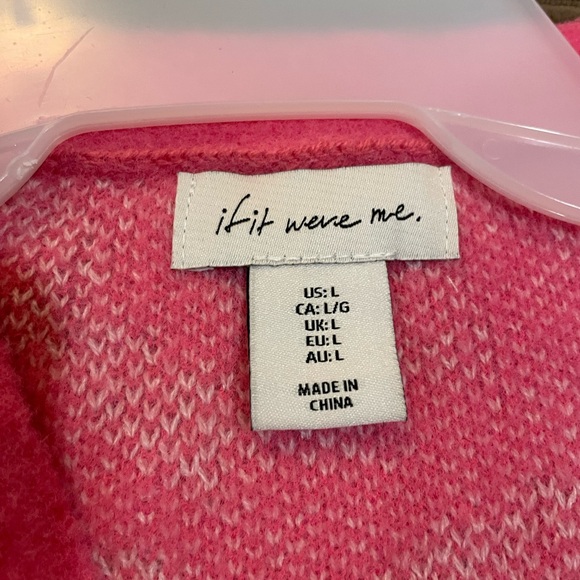 if it were me.
US: L
CA: L/G
UK: L
EU: L
AU: L
MADE IN
CHINA